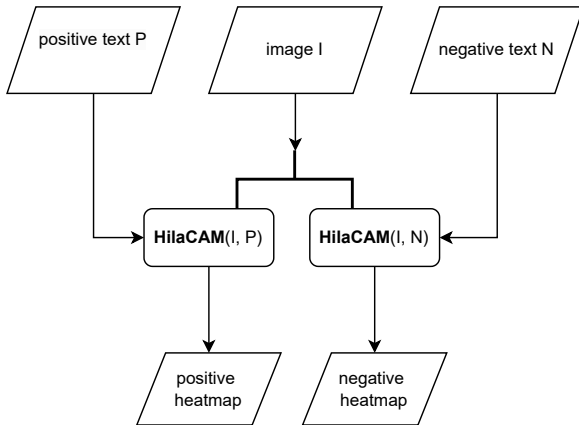 positive text P
image I
negative text N
HilaCAM(I, P)
HilaCAM(I, N)
positive
heatmap
negative
heatmap